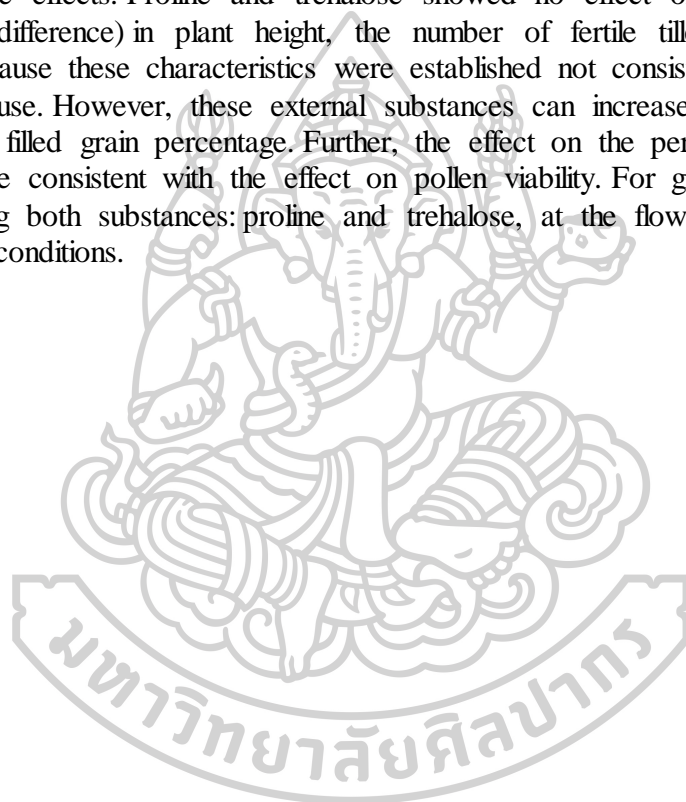 e effects. Proline and trehalose showed no effect o
difference) in plant height, the number of fertile till
ause these characteristics were established not consis
use. However, these external substances can increase
filled grain percentage. Further, the effect on the per
e consistent with the effect on pollen viability. For g
g both substances: proline and trehalose, at the flow
conditions.
มหาวิทยาลัยศิลปากร